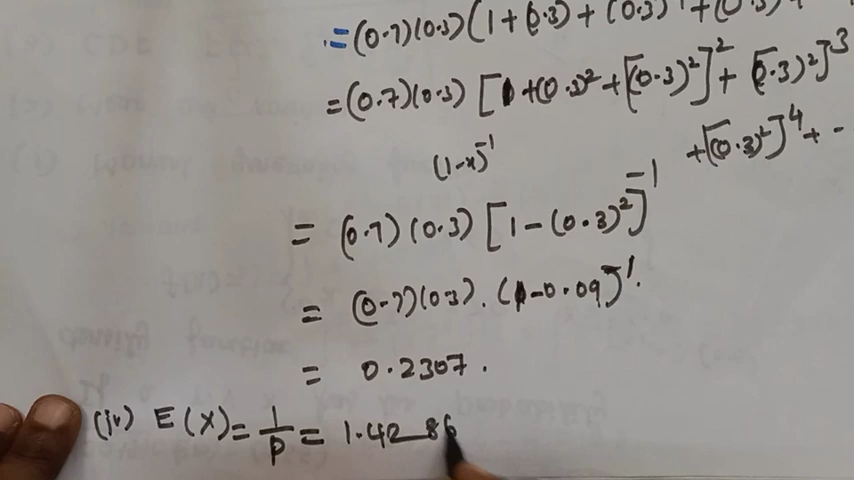 = (0.7)(0.3)(1 + (0.3) + (0.3) + (0.3)
= (0.7)(0.3) [1 + (0.3)² + [(0.3)²]² + [(0.3)²]³
+ [(0.3)²]⁴ + -
(1-x)⁻¹
= (0.7)(0.3) [1 - (0.3)²]⁻¹
= (0.7)(0.3) . (1 - 0.09)⁻¹.
= 0.2307.
(iv) E(X) = 1/p = 1.4286